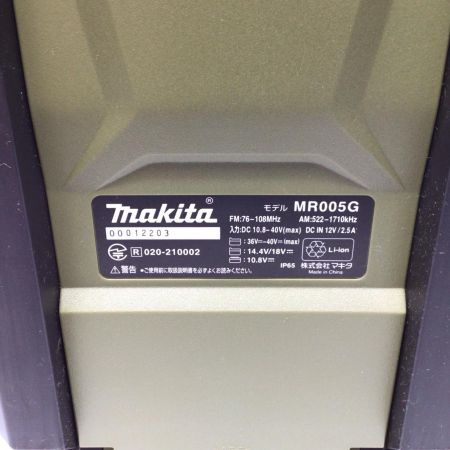 makita® モデル MR005G
00012203
FM:76-108MHz AM:522-1710kHz
入力:DC 10.8-40V(max) DC IN 12V/2.5A
:36V⎓-40V⎓(max)
:14.4V/18V⎓
:10.8V⎓
R 020-210002
Li-ion
⚠警告 *ご使用前に取扱説明書を必ずよくお読みください。
IP65 株式会社 マキタ
Made in China